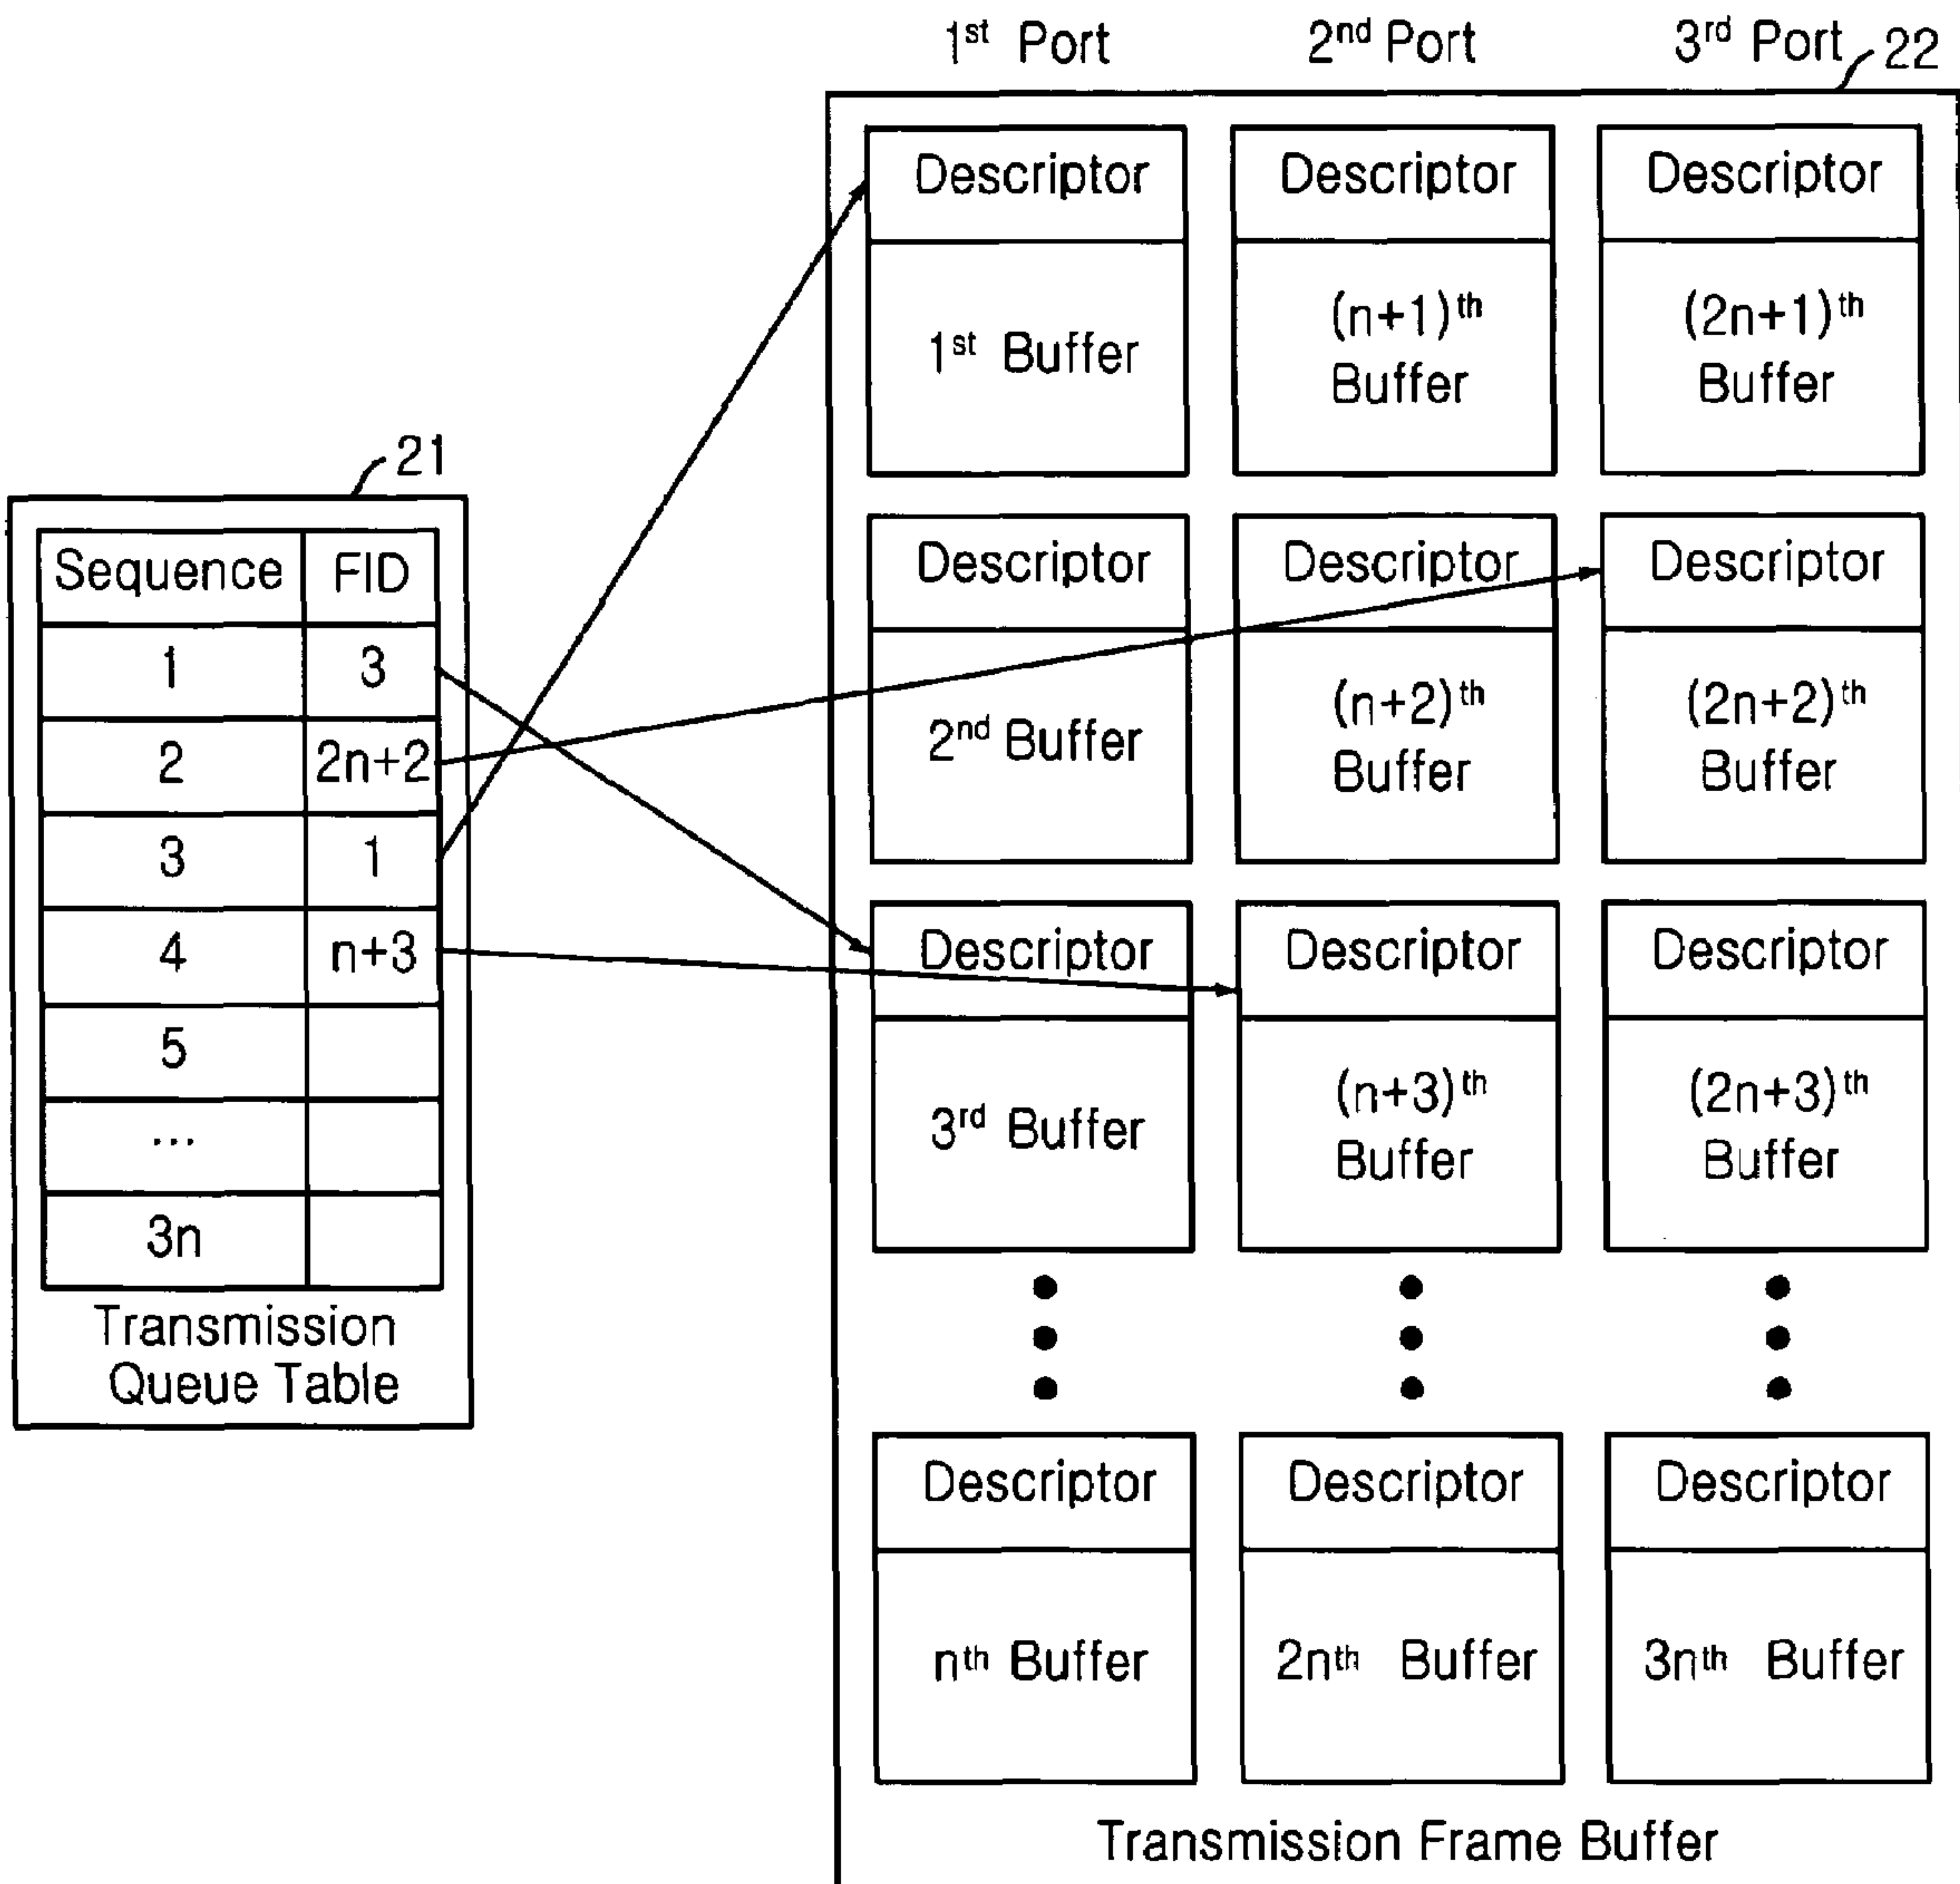 1st Port 2nd Port 3rd Port 22
Descriptor Descriptor Descriptor
1st Buffer
(n+1)th
Buffer
(2n+1)th
Buffer
21
Sequence FID
1 3
2 2n+2
3 1
4 n+3
5
...
3n
Transmission
Queue Table
Descriptor Descriptor Descriptor
2nd Buffer
(n+2)th
Buffer
(2n+2)th
Buffer
Descriptor Descriptor Descriptor
3rd Buffer
(n+3)th
Buffer
(2n+3)th
Buffer
Descriptor Descriptor Descriptor
nth Buffer 2nth Buffer 3nth Buffer
Transmission Frame Buffer